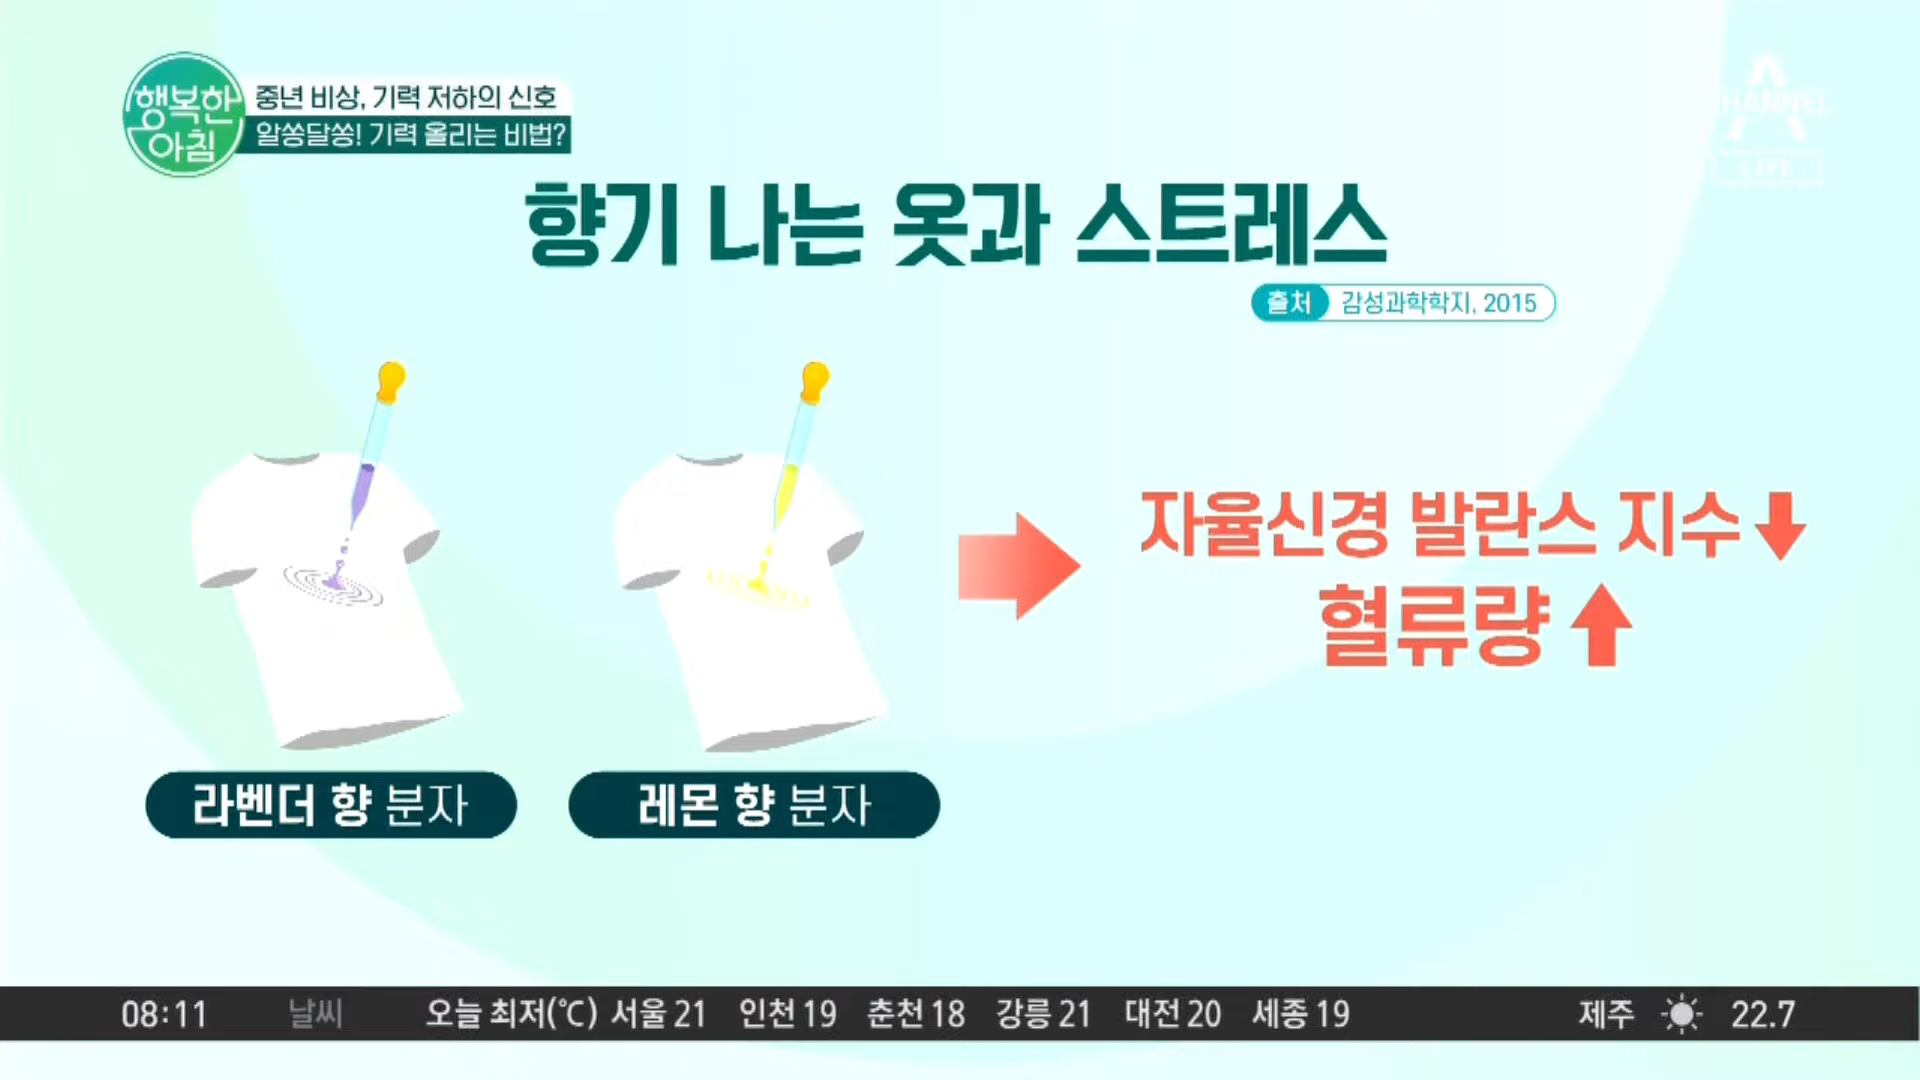 행복한
아침
중년 비상, 기력 저하의 신호
알쏭달쏭! 기력 올리는 비법?
CHANNEL A
LIVE
향기 나는 옷과 스트레스
출처 감성과학학지, 2015
자율신경 발란스 지수
혈류량
라벤더 향 분자 레몬 향 분자
08:11 날씨 오늘 최저(℃) 서울 21 인천 19 춘천 18 강릉 21 대전 20 세종 19 제주 22.7